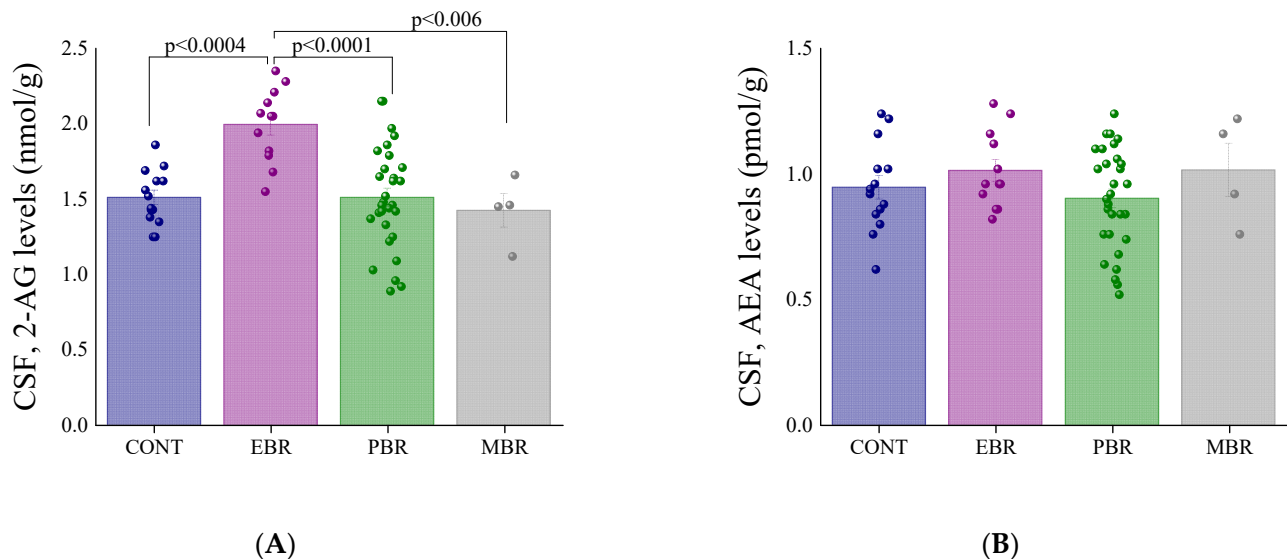 p<0.006
p<0.0004 p<0.0001
CSF, 2-AG levels (nmol/g)
2.5
2.0
1.5
1.0
0.5
0.0
CONT EBR PBR MBR
(A)
CSF, AEA levels (pmol/g)
1.5
1.0
0.5
0.0
CONT EBR PBR MBR
(B)